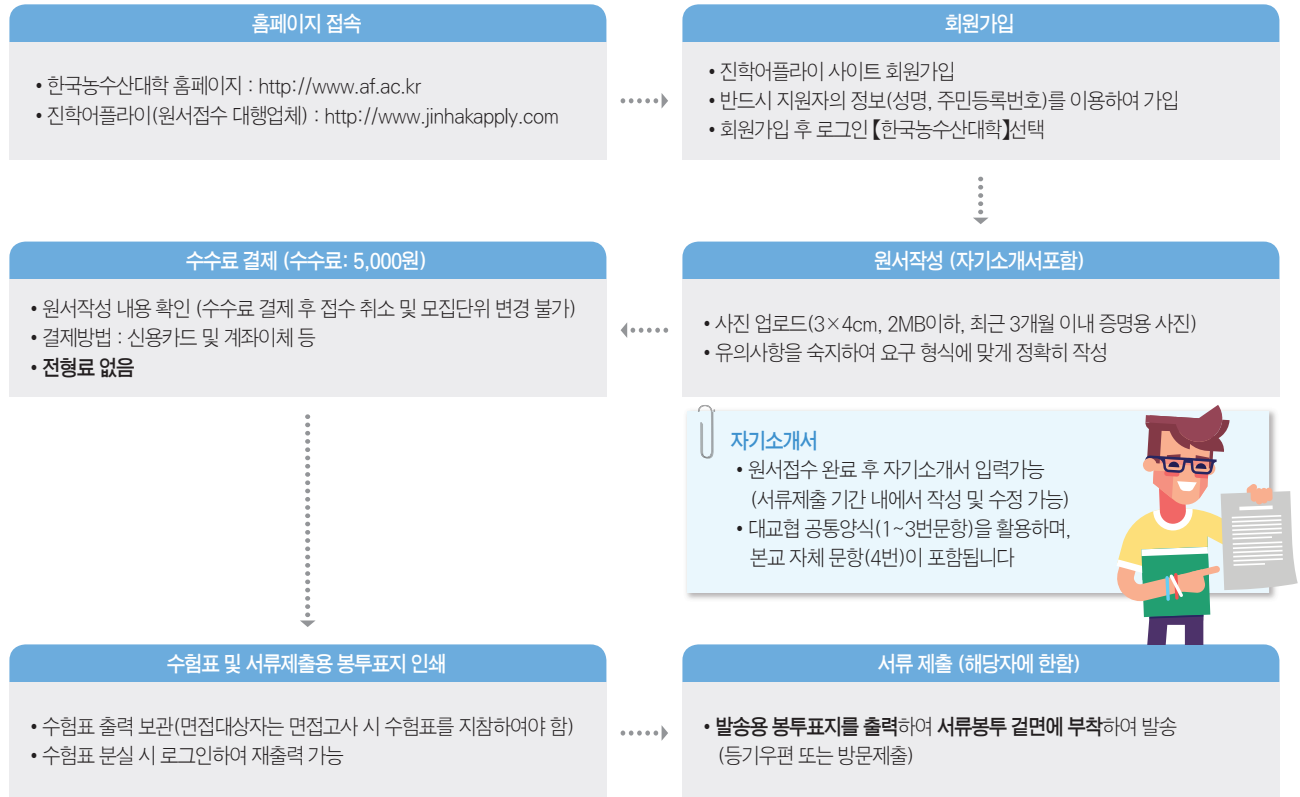 홈페이지 접속
• 한국농수산대학 홈페이지 : http://www.af.ac.kr
• 진학어플라이(원서접수 대행업체) : http://www.jinhakapply.com
회원가입
• 진학어플라이 사이트 회원가입
• 반드시 지원자의 정보(성명, 주민등록번호)를 이용하여 가입
• 회원가입 후 로그인【한국농수산대학】선택
원서작성 (자기소개서포함)
• 사진 업로드(3×4cm, 2MB이하, 최근 3개월 이내 증명용 사진)
• 유의사항을 숙지하여 요구 형식에 맞게 정확히 작성
자기소개서
• 원서접수 완료 후 자기소개서 입력가능
(서류제출 기간 내에서 작성 및 수정 가능)
• 대교협 공통양식(1~3번문항)을 활용하며,
본교 자체 문항(4번)이 포함됩니다
수수료 결제 (수수료: 5,000원)
• 원서작성 내용 확인 (수수료 결제 후 접수 취소 및 모집단위 변경 불가)
• 결제방법 : 신용카드 및 계좌이체 등
• 전형료 없음
수험표 및 서류제출용 봉투표지 인쇄
• 수험표 출력 보관(면접대상자는 면접고사 시 수험표를 지참하여야 함)
• 수험표 분실 시 로그인하여 재출력 가능
서류 제출 (해당자에 한함)
• 발송용 봉투표지를 출력하여 서류봉투 겉면에 부착하여 발송
(등기우편 또는 방문제출)